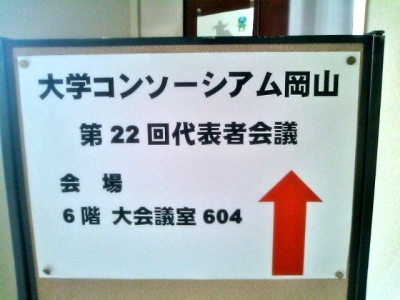 大学コンソーシアム岡山
第22回代表者会議
会　場
6階 大会議室 604